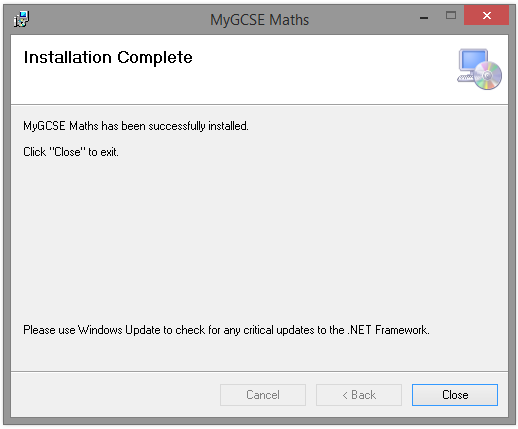 MyGCSE Maths
Installation Complete
MyGCSE Maths has been successfully installed.
Click "Close" to exit.
Please use Windows Update to check for any critical updates to the .NET Framework.
Cancel
< Back
Close